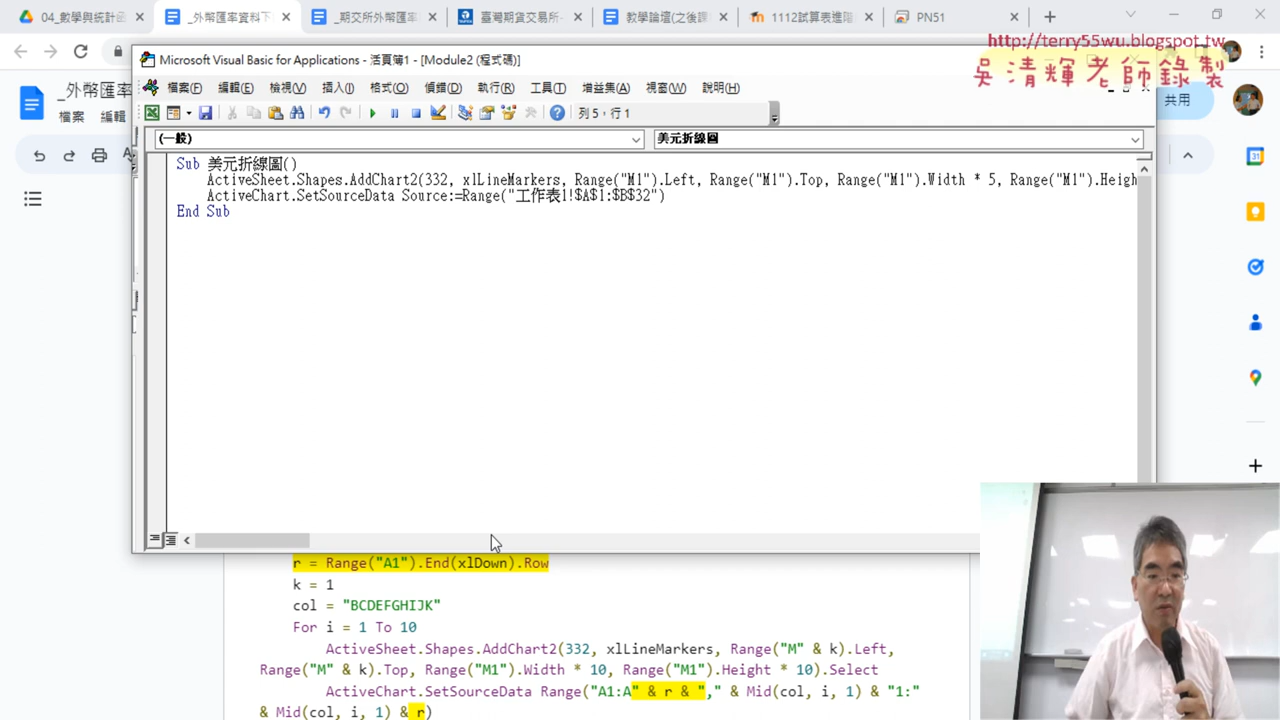 04_數學與統計函
_外幣匯率資料下
_期交所外幣匯率
臺灣期貨交易所-
教學論壇(之後課
1112試算表進階
PN51
http://terry55wu.blogspot.tw
吳清輝老師錄製
_外幣匯率
檔案 編輯
共用
Microsoft Visual Basic for Applications - 活頁簿1 - [Module2 (程式碼)]
檔案(F) 編輯(E) 檢視(V) 插入(I) 格式(O) 偵錯(D) 執行(R) 工具(T) 增益集(A) 視窗(W) 說明(H)
列 5，行 1
(一般) 美元折線圖
Sub 美元折線圖()
ActiveSheet.Shapes.AddChart2(332, xlLineMarkers, Range("M1").Left, Range("M1").Top, Range("M1").Width * 5, Range("M1").Heigh
ActiveChart.SetSourceData Source:=Range("工作表1!$A$1:$B$32")
End Sub
r = Range("A1").End(xlDown).Row
k = 1
col = "BCDEFGHIJK"
For i = 1 To 10
ActiveSheet.Shapes.AddChart2(332, xlLineMarkers, Range("M" & k).Left,
Range("M" & k).Top, Range("M1").Width * 10, Range("M1").Height * 10).Select
ActiveChart.SetSourceData Range("A1:A" & r & "," & Mid(col, i, 1) & "1:"
& Mid(col, i, 1) & r)